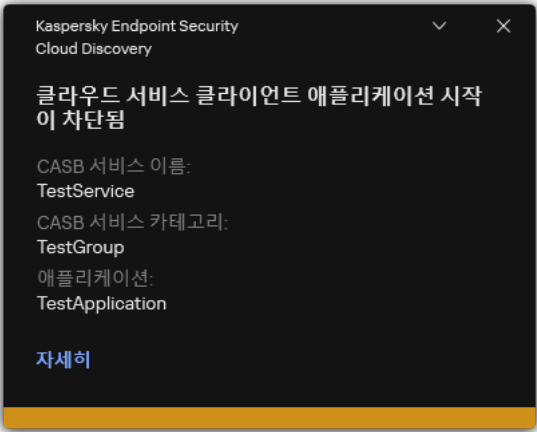 Kaspersky Endpoint Security
Cloud Discovery
클라우드 서비스 클라이언트 애플리케이션 시작
이 차단됨
CASB 서비스 이름:
TestService
CASB 서비스 카테고리:
TestGroup
애플리케이션:
TestApplication
자세히